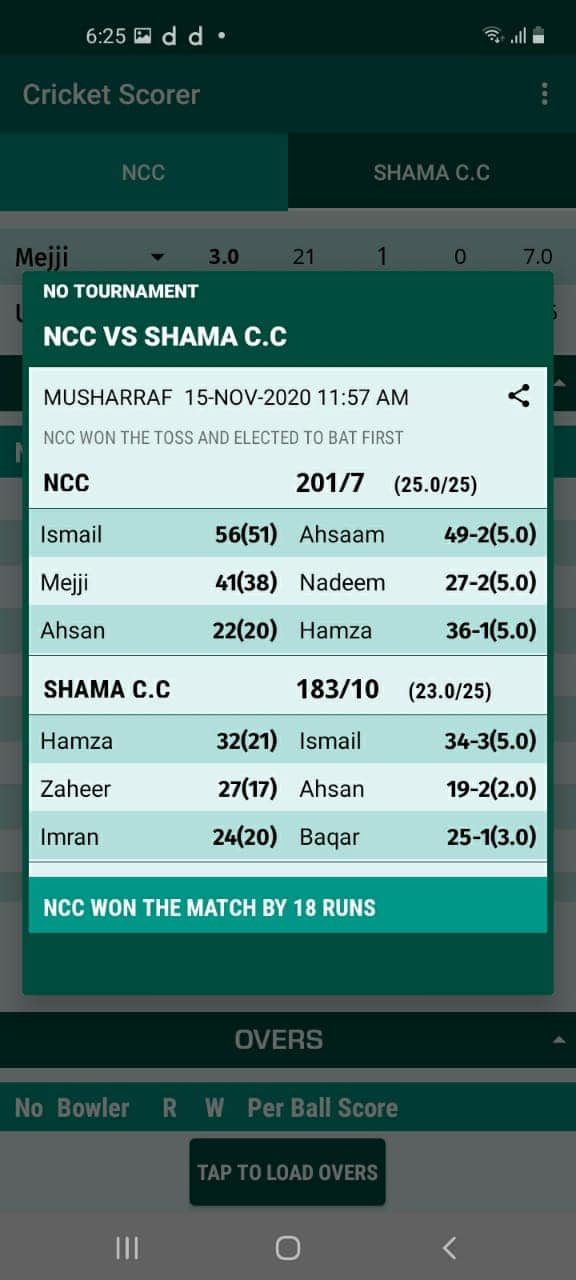 6:25 d d •
Cricket Scorer
NCC SHAMA C.C
Mejji 3.0 21 1 0 7.0
NO TOURNAMENT
NCC VS SHAMA C.C
MUSHARRAF 15-NOV-2020 11:57 AM
NCC WON THE TOSS AND ELECTED TO BAT FIRST
NCC 201/7 (25.0/25)
Ismail 56(51) Ahsaam 49-2(5.0)
Mejji 41(38) Nadeem 27-2(5.0)
Ahsan 22(20) Hamza 36-1(5.0)
SHAMA C.C 183/10 (23.0/25)
Hamza 32(21) Ismail 34-3(5.0)
Zaheer 27(17) Ahsan 19-2(2.0)
Imran 24(20) Baqar 25-1(3.0)
NCC WON THE MATCH BY 18 RUNS
OVERS
No Bowler R W Per Ball Score
TAP TO LOAD OVERS